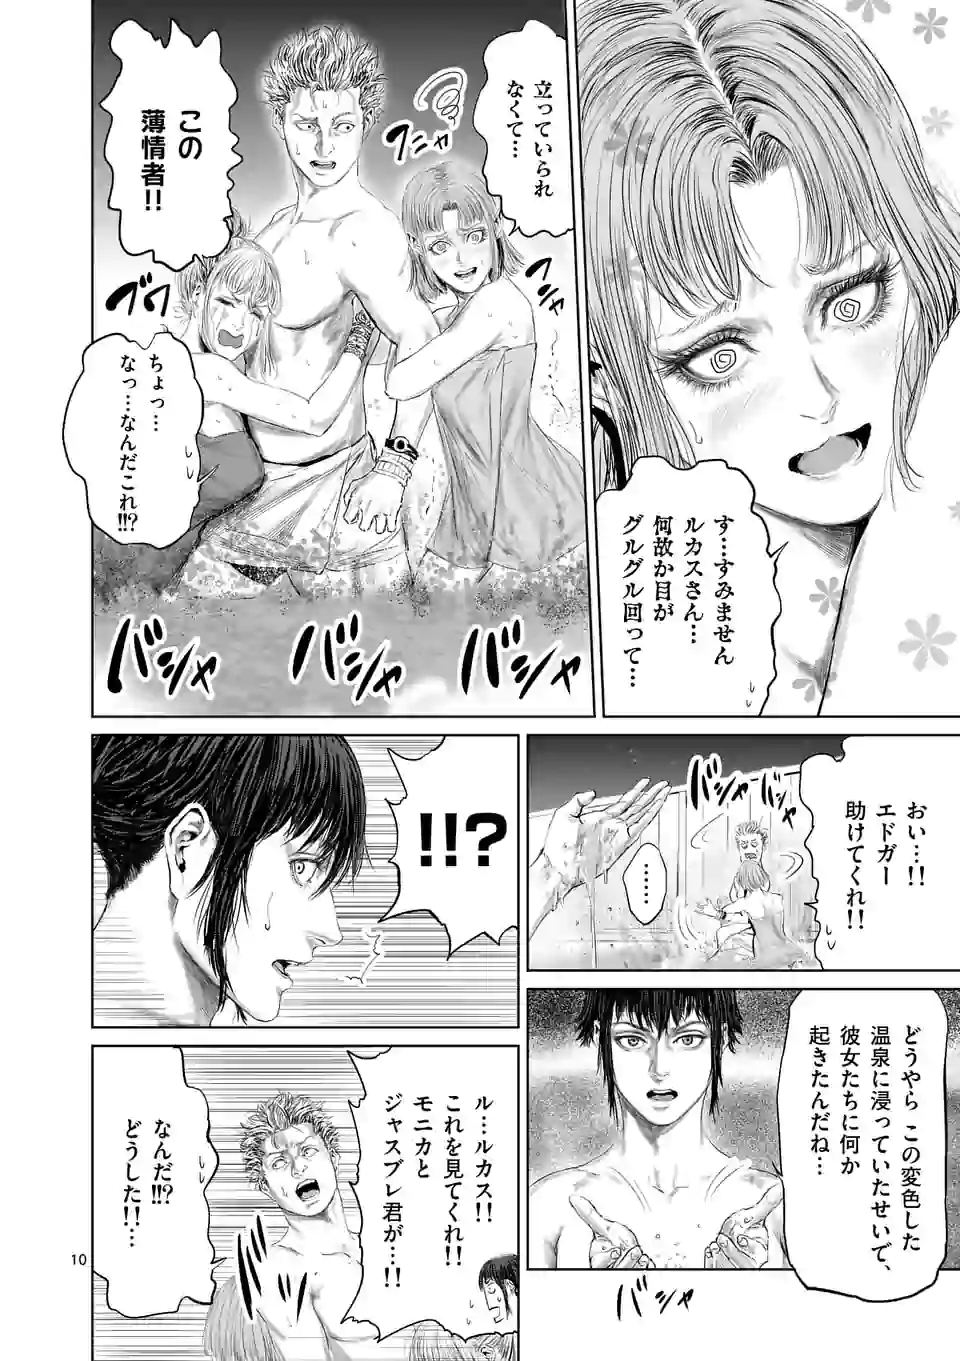 す…すみません
ルカスさん…
何故か目が
グルグル回って…
立っていられ
なくて…
フニャ
この
薄情者!!
ブワ
ちょっ…
なっ…なんだこれ!!?
バシャ
バシャ
バシャ
おい…!!
エドガー
助けてくれ!!
バシャバシャ
……
どうやら この変色した
温泉に浸っていたせいで、
彼女たちに何か
起きたんだね…
バシャ
!!?
ル…ルカス!!
これを見てくれ!!
モニカと
ジャスブレ君が…!!
なんだ!!?
どうした!!…
10